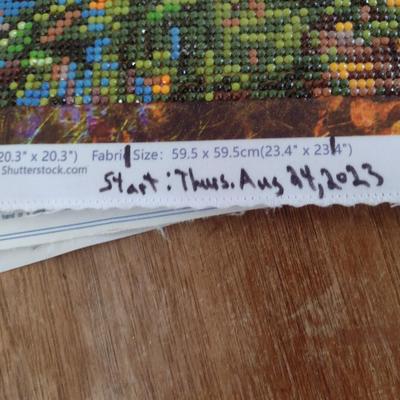 20.3" x 20.3") Fabric Size: 59.5 x 59.5cm(23.4" x 23.4")
Shutterstock.com
Start: Thurs. Aug 24, 2023